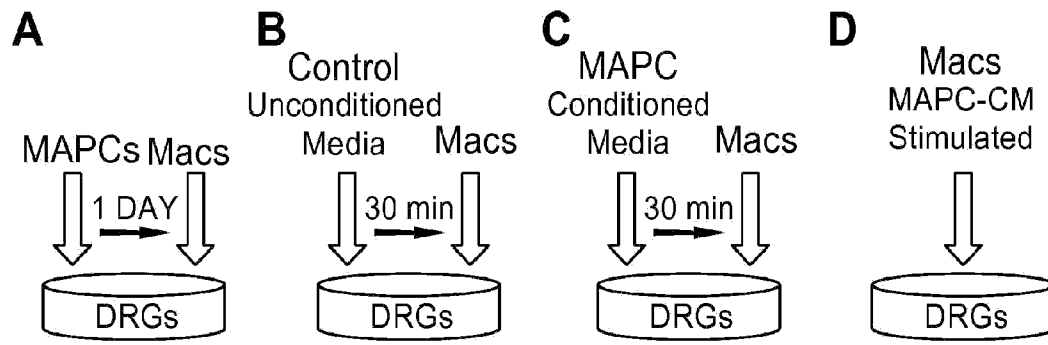 A
MAPCs Macs
1 DAY
DRGs
B
Control
Unconditioned
Media Macs
30 min
DRGs
C
MAPC
Conditioned
Media Macs
30 min
DRGs
D
Macs
MAPC-CM
Stimulated
DRGs